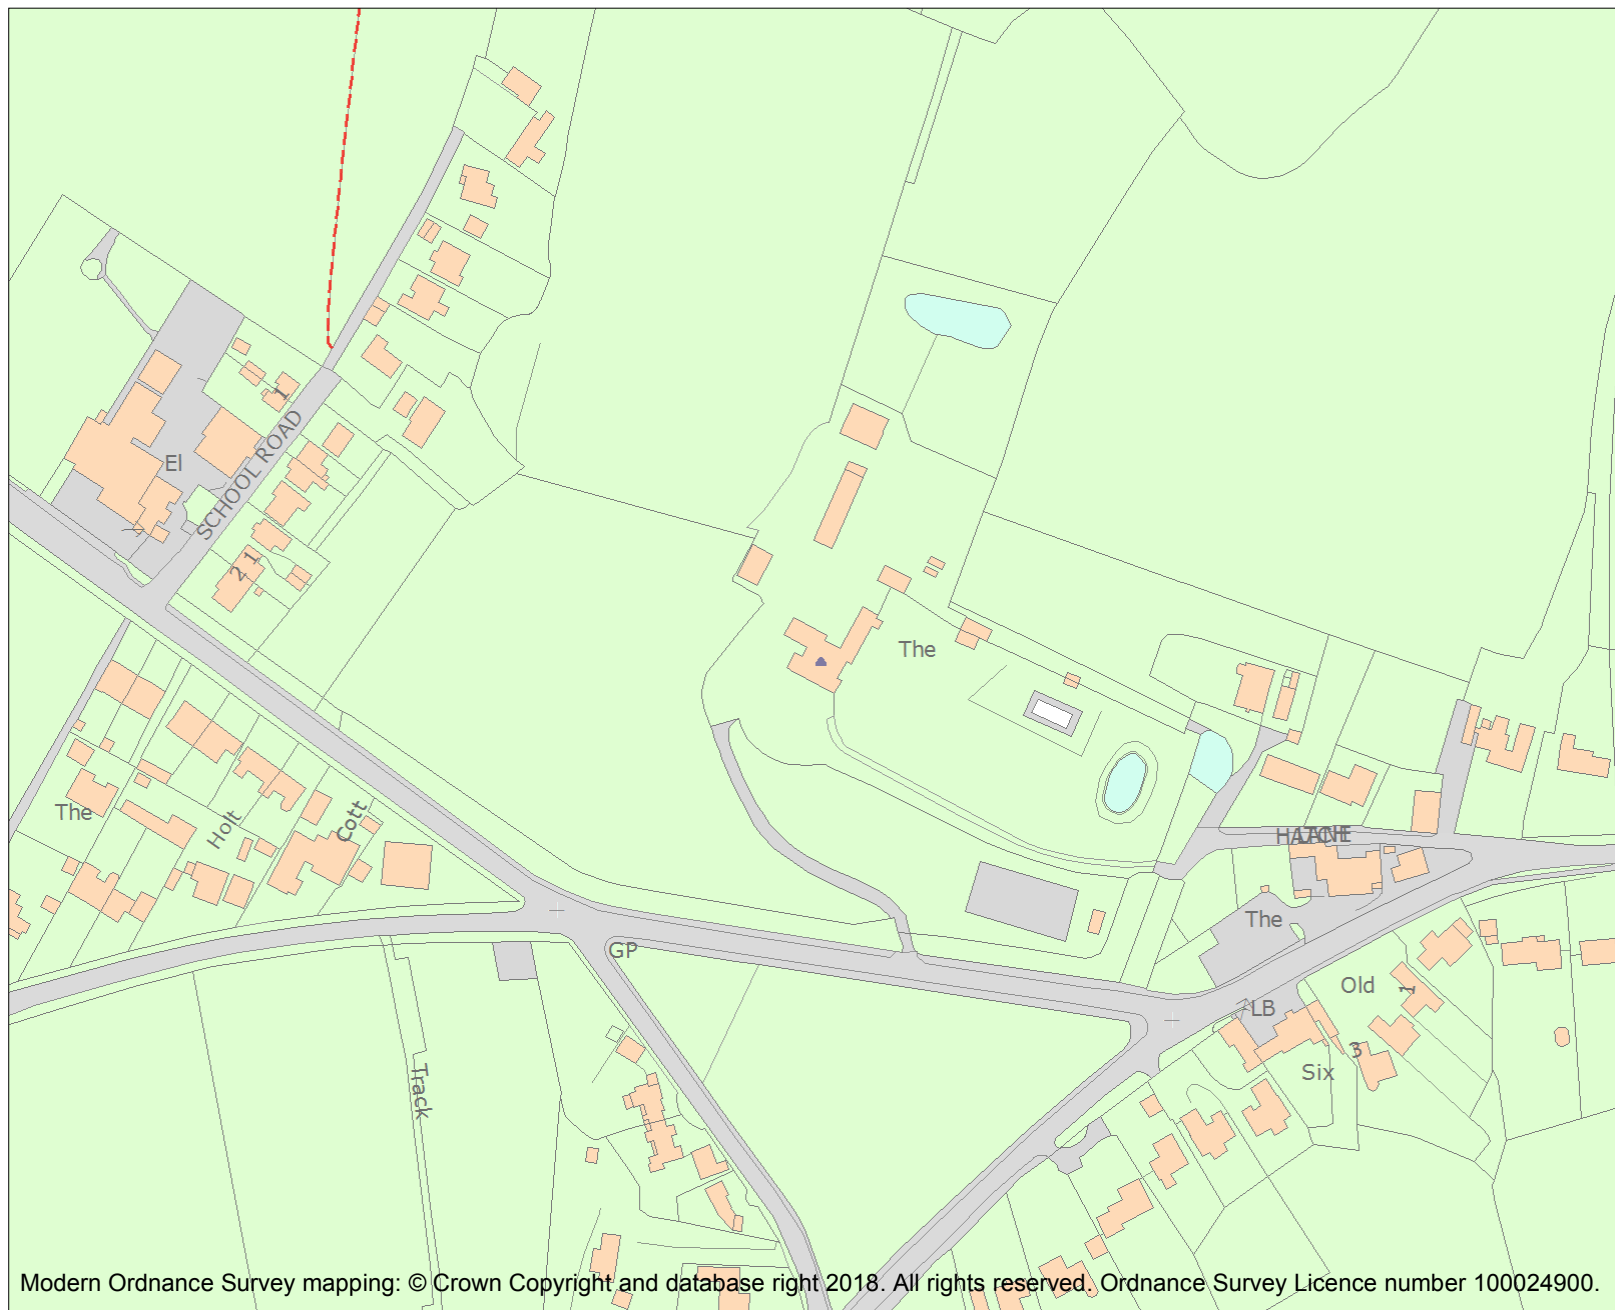 El
SCHOOL ROAD
1
2 1
The
The
Holt
Cott
GP
The
LB
Old
1
3
Six
Track
Modern Ordnance Survey mapping: © Crown Copyright and database right 2018. All rights reserved. Ordnance Survey Licence number 100024900.